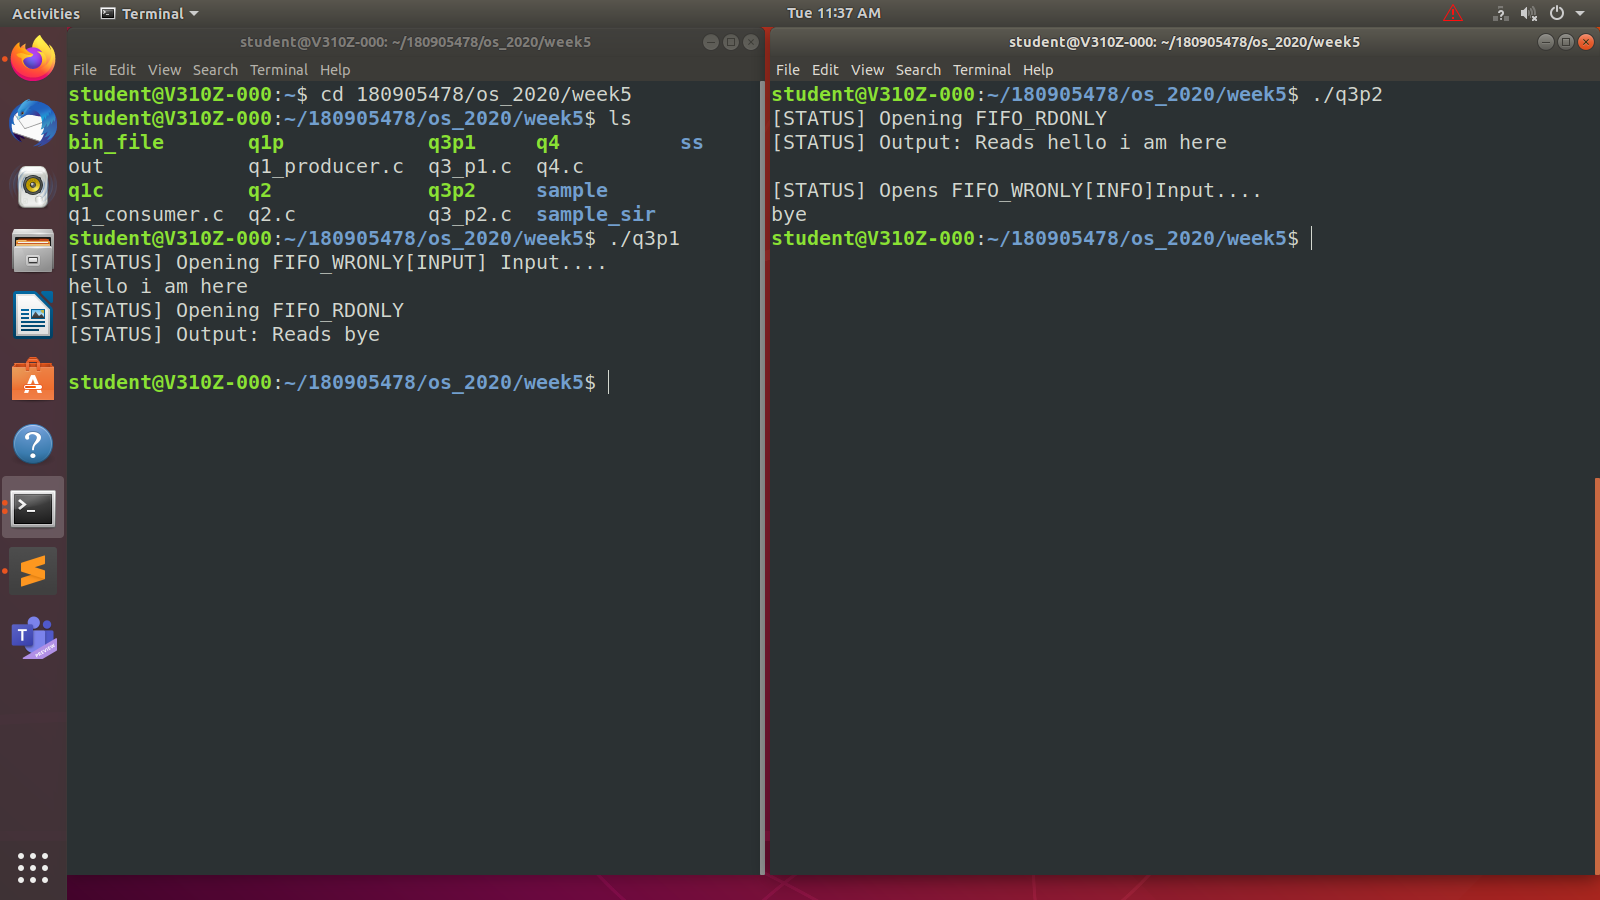 Activities Terminal Tue 11:37 AM
student@V310Z-000: ~/180905478/os_2020/week5
File Edit View Search Terminal Help
student@V310Z-000:~$ cd 180905478/os_2020/week5
student@V310Z-000:~/180905478/os_2020/week5$ ls
bin_file q1p q3p1 q4 ss
out q1_producer.c q3_p1.c q4.c
q1c q2 q3p2 sample
q1_consumer.c q2.c q3_p2.c sample_sir
student@V310Z-000:~/180905478/os_2020/week5$ ./q3p1
[STATUS] Opening FIFO_WRONLY[INPUT] Input....
hello i am here
[STATUS] Opening FIFO_RDONLY
[STATUS] Output: Reads bye
student@V310Z-000:~/180905478/os_2020/week5$
student@V310Z-000: ~/180905478/os_2020/week5
File Edit View Search Terminal Help
student@V310Z-000:~/180905478/os_2020/week5$ ./q3p2
[STATUS] Opening FIFO_RDONLY
[STATUS] Output: Reads hello i am here
[STATUS] Opens FIFO_WRONLY[INFO]Input....
bye
student@V310Z-000:~/180905478/os_2020/week5$
T
PREVIEW